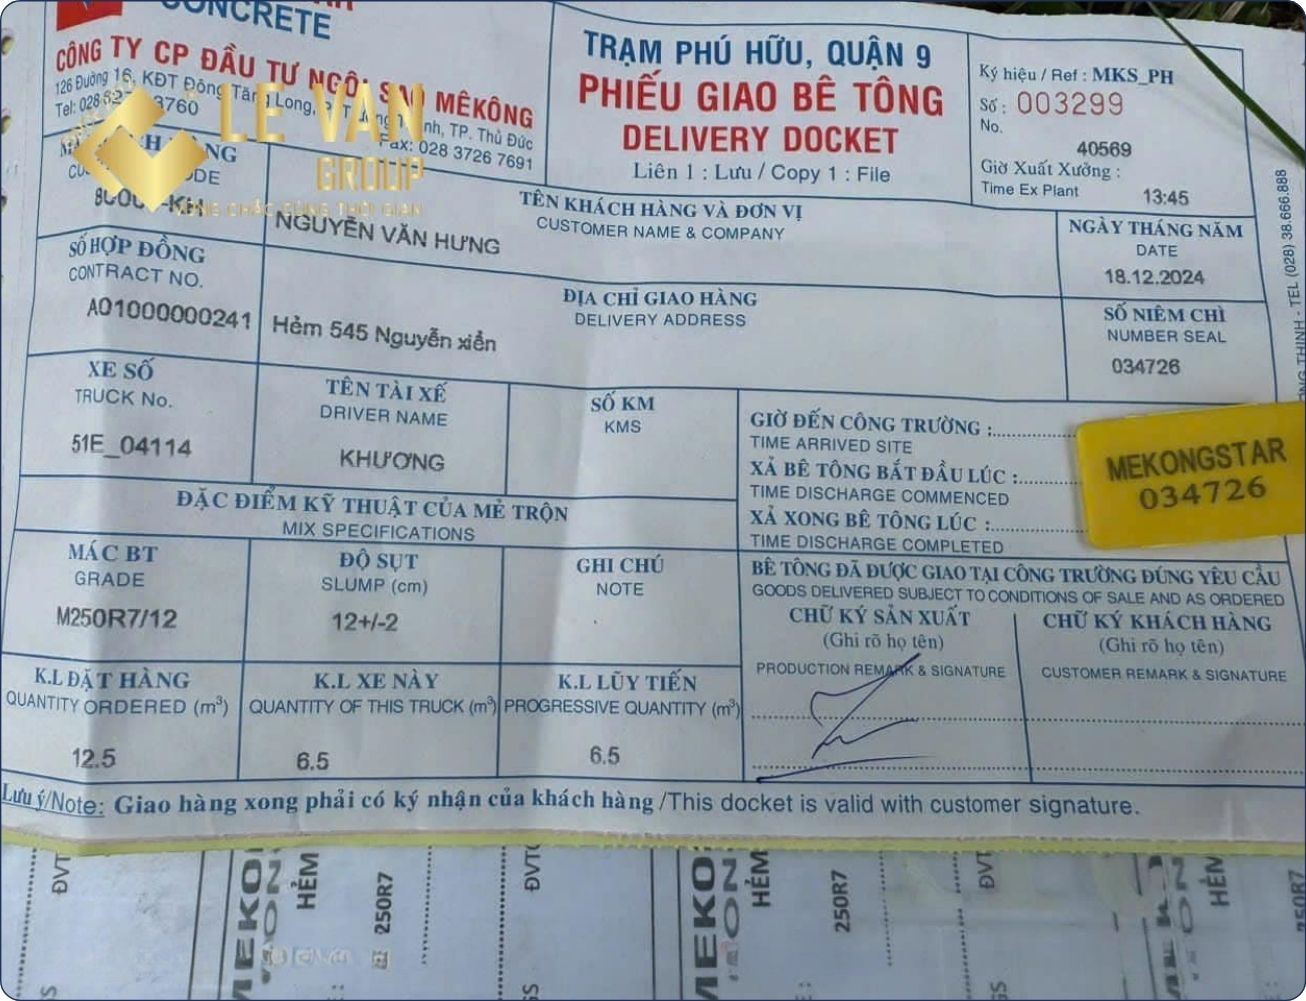 CONCRETE
CÔNG TY CP ĐẦU TƯ NGÔI SAO MÊKÔNG
126 Đường 16, KĐT Đông Tăng Long,
TP. Thủ Đức
Tel: 028
3760
Fax: 028 3726 7691
LE VAN
GROUP
TRẠM PHÚ HỮU, QUẬN 9
PHIẾU GIAO BÊ TÔNG
DELIVERY DOCKET
Liên 1 : Lưu / Copy 1 : File
Ký hiệu / Ref : MKS_PH
Số : 003299
No.
40569
Giờ Xuất Xưởng :
Time Ex Plant 13:45
TÊN KHÁCH HÀNG VÀ ĐƠN VỊ
CUSTOMER NAME & COMPANY
NGUYỄN VĂN HƯNG
NGÀY THÁNG NĂM
DATE
18.12.2024
SỐ HỢP ĐỒNG
CONTRACT NO.
A01000000241
ĐỊA CHỈ GIAO HÀNG
DELIVERY ADDRESS
Hẻm 545 Nguyễn xiển
SỐ NIÊM CHÌ
NUMBER SEAL
034726
XE SỐ
TRUCK No.
51E_04114
TÊN TÀI XẾ
DRIVER NAME
KHƯƠNG
SỐ KM
KMS
GIỜ ĐẾN CÔNG TRƯỜNG :
TIME ARRIVED SITE
XẢ BÊ TÔNG BẮT ĐẦU LÚC :
TIME DISCHARGE COMMENCED
XẢ XONG BÊ TÔNG LÚC :
TIME DISCHARGE COMPLETED
MEKONGSTAR
034726
ĐẶC ĐIỂM KỸ THUẬT CỦA MẺ TRỘN
MIX SPECIFICATIONS
MÁC BT
GRADE
M250R7/12
ĐỘ SỤT
SLUMP (cm)
12+/-2
GHI CHÚ
NOTE
BÊ TÔNG ĐÃ ĐƯỢC GIAO TẠI CÔNG TRƯỜNG ĐÚNG YÊU CẦU
GOODS DELIVERED SUBJECT TO CONDITIONS OF SALE AND AS ORDERED
CHỮ KÝ SẢN XUẤT
(Ghi rõ họ tên)
PRODUCTION REMARK & SIGNATURE
CHỮ KÝ KHÁCH HÀNG
(Ghi rõ họ tên)
CUSTOMER REMARK & SIGNATURE
K.L ĐẶT HÀNG
QUANTITY ORDERED (m³)
12.5
K.L XE NÀY
QUANTITY OF THIS TRUCK (m³)
6.5
K.L LŨY TIẾN
PROGRESSIVE QUANTITY (m³)
6.5
Lưu ý/Note: Giao hàng xong phải có ký nhận của khách hàng /This docket is valid with customer signature.
TEL (028) 38.666.888
ĐVT
HẺM
250R7
ĐVT
HẺM
250R7
ĐVT
HẺM
250R7